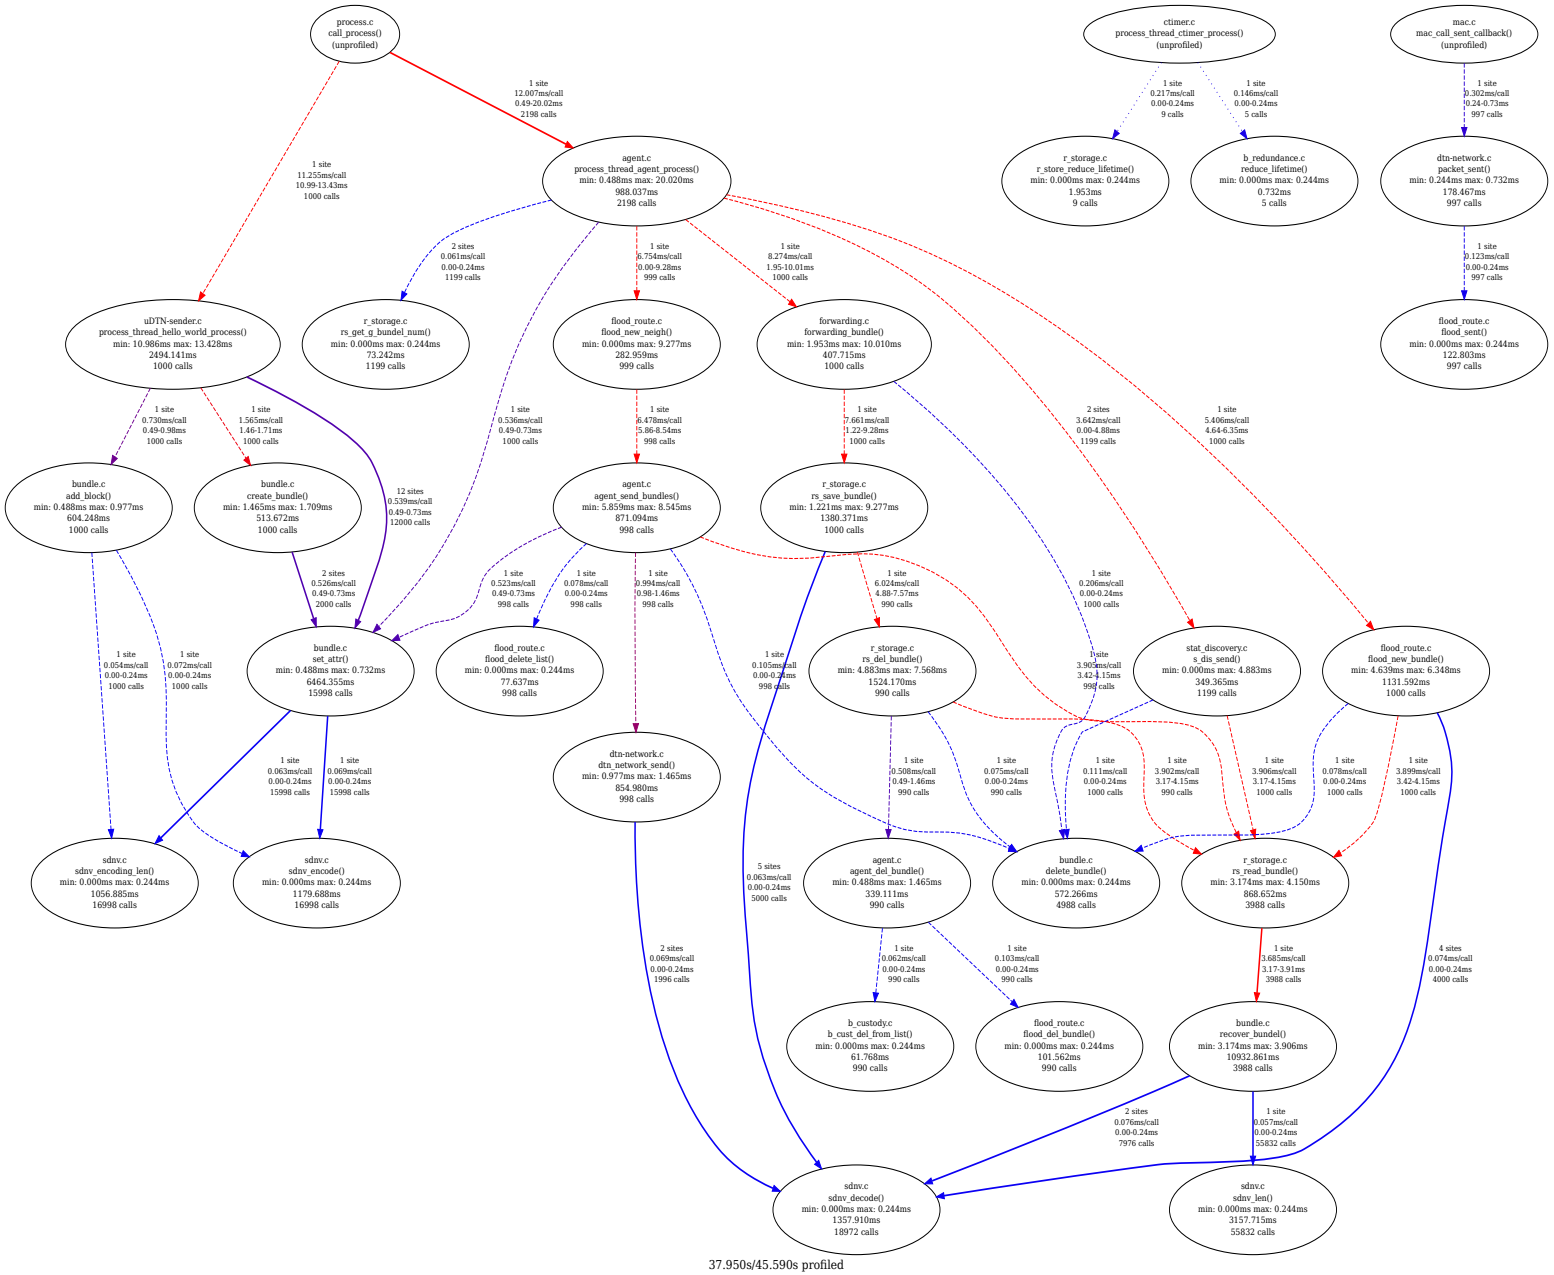 process.c
call_process()
(unprofiled)
ctimer.c
process_thread_ctimer_process()
(unprofiled)
mac.c
mac_call_sent_callback()
(unprofiled)
1 site
12.007ms/call
0.49-20.02ms
2198 calls
1 site
0.217ms/call
0.00-0.24ms
9 calls
1 site
0.146ms/call
0.00-0.24ms
5 calls
1 site
0.302ms/call
0.24-0.73ms
997 calls
1 site
11.255ms/call
10.99-13.43ms
1000 calls
agent.c
process_thread_agent_process()
min: 0.488ms max: 20.020ms
988.037ms
2198 calls
r_storage.c
r_store_reduce_lifetime()
min: 0.000ms max: 0.244ms
1.953ms
9 calls
b_redundance.c
reduce_lifetime()
min: 0.000ms max: 0.244ms
0.732ms
5 calls
dtn-network.c
packet_sent()
min: 0.244ms max: 0.732ms
178.467ms
997 calls
2 sites
0.061ms/call
0.00-0.24ms
1199 calls
1 site
6.754ms/call
0.00-9.28ms
999 calls
1 site
8.274ms/call
1.95-10.01ms
1000 calls
1 site
0.123ms/call
0.00-0.24ms
997 calls
uDTN-sender.c
process_thread_hello_world_process()
min: 10.986ms max: 13.428ms
2494.141ms
1000 calls
r_storage.c
rs_get_g_bundel_num()
min: 0.000ms max: 0.244ms
73.242ms
1199 calls
flood_route.c
flood_new_neigh()
min: 0.000ms max: 9.277ms
282.959ms
999 calls
forwarding.c
forwarding_bundle()
min: 1.953ms max: 10.010ms
407.715ms
1000 calls
flood_route.c
flood_sent()
min: 0.000ms max: 0.244ms
122.803ms
997 calls
1 site
0.730ms/call
0.49-0.98ms
1000 calls
1 site
1.565ms/call
1.46-1.71ms
1000 calls
1 site
0.536ms/call
0.49-0.73ms
1000 calls
1 site
6.478ms/call
5.86-8.54ms
998 calls
1 site
7.661ms/call
1.22-9.28ms
1000 calls
2 sites
3.642ms/call
0.00-4.88ms
1199 calls
1 site
5.406ms/call
4.64-6.35ms
1000 calls
bundle.c
add_block()
min: 0.488ms max: 0.977ms
604.248ms
1000 calls
bundle.c
create_bundle()
min: 1.465ms max: 1.709ms
513.672ms
1000 calls
12 sites
0.539ms/call
0.49-0.73ms
12000 calls
agent.c
agent_send_bundles()
min: 5.859ms max: 8.545ms
871.094ms
998 calls
r_storage.c
rs_save_bundle()
min: 1.221ms max: 9.277ms
1380.371ms
1000 calls
2 sites
0.526ms/call
0.49-0.73ms
2000 calls
1 site
0.523ms/call
0.49-0.73ms
998 calls
1 site
0.078ms/call
0.00-0.24ms
998 calls
1 site
0.994ms/call
0.98-1.46ms
998 calls
1 site
6.024ms/call
4.88-7.57ms
990 calls
1 site
0.206ms/call
0.00-0.24ms
1000 calls
1 site
0.054ms/call
0.00-0.24ms
1000 calls
1 site
0.072ms/call
0.00-0.24ms
1000 calls
bundle.c
set_attr()
min: 0.488ms max: 0.732ms
6464.355ms
15998 calls
flood_route.c
flood_delete_list()
min: 0.000ms max: 0.244ms
77.637ms
998 calls
1 site
0.105ms/call
0.00-0.24ms
998 calls
r_storage.c
rs_del_bundle()
min: 4.883ms max: 7.568ms
1524.170ms
990 calls
1 site
3.905ms/call
3.42-4.15ms
998 calls
stat_discovery.c
s_dis_send()
min: 0.000ms max: 4.883ms
349.365ms
1199 calls
flood_route.c
flood_new_bundle()
min: 4.639ms max: 6.348ms
1131.592ms
1000 calls
1 site
0.063ms/call
0.00-0.24ms
15998 calls
1 site
0.069ms/call
0.00-0.24ms
15998 calls
dtn-network.c
dtn_network_send()
min: 0.977ms max: 1.465ms
854.980ms
998 calls
1 site
0.508ms/call
0.49-1.46ms
990 calls
1 site
0.075ms/call
0.00-0.24ms
990 calls
1 site
0.111ms/call
0.00-0.24ms
1000 calls
1 site
3.902ms/call
3.17-4.15ms
990 calls
1 site
3.906ms/call
3.17-4.15ms
1000 calls
1 site
0.078ms/call
0.00-0.24ms
1000 calls
1 site
3.899ms/call
3.42-4.15ms
1000 calls
sdnv.c
sdnv_encoding_len()
min: 0.000ms max: 0.244ms
1056.885ms
16998 calls
sdnv.c
sdnv_encode()
min: 0.000ms max: 0.244ms
1179.688ms
16998 calls
5 sites
0.063ms/call
0.00-0.24ms
5000 calls
agent.c
agent_del_bundle()
min: 0.488ms max: 1.465ms
339.111ms
990 calls
bundle.c
delete_bundle()
min: 0.000ms max: 0.244ms
572.266ms
4988 calls
r_storage.c
rs_read_bundle()
min: 3.174ms max: 4.150ms
868.652ms
3988 calls
2 sites
0.069ms/call
0.00-0.24ms
1996 calls
1 site
0.062ms/call
0.00-0.24ms
990 calls
1 site
0.103ms/call
0.00-0.24ms
990 calls
1 site
3.685ms/call
3.17-3.91ms
3988 calls
4 sites
0.074ms/call
0.00-0.24ms
4000 calls
b_custody.c
b_cust_del_from_list()
min: 0.000ms max: 0.244ms
61.768ms
990 calls
flood_route.c
flood_del_bundle()
min: 0.000ms max: 0.244ms
101.562ms
990 calls
bundle.c
recover_bundel()
min: 3.174ms max: 3.906ms
10932.861ms
3988 calls
2 sites
0.076ms/call
0.00-0.24ms
7976 calls
1 site
0.057ms/call
0.00-0.24ms
55832 calls
sdnv.c
sdnv_decode()
min: 0.000ms max: 0.244ms
1357.910ms
18972 calls
sdnv.c
sdnv_len()
min: 0.000ms max: 0.244ms
3157.715ms
55832 calls
37.950s/45.590s profiled